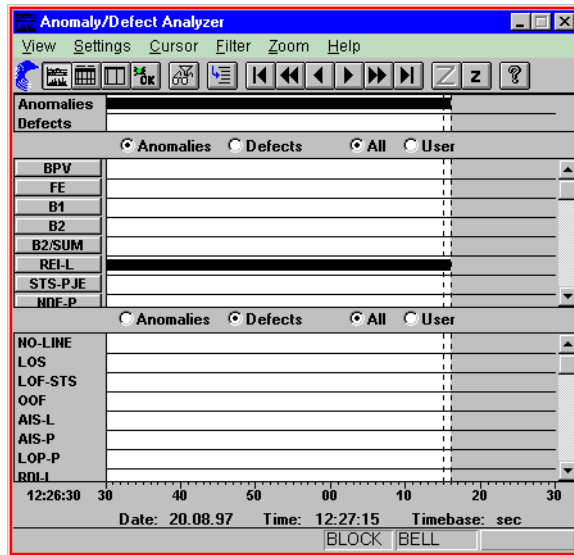 Anomaly/Defect Analyzer
View Settings Cursor Filter Zoom Help
OK Z z ?
Anomalies
Defects
Anomalies Defects All User
BPV
FE
B1
B2
B2/SUM
REI-L
STS-PJE
NDF-P
Anomalies Defects All User
NO-LINE
LOS
LOF-STS
OOF
AIS-L
AIS-P
LOP-P
RDI-L
12:26:30 30 40 50 00 10 20 30
Date: 20.08.97 Time: 12:27:15 Timebase: sec
BLOCK BELL